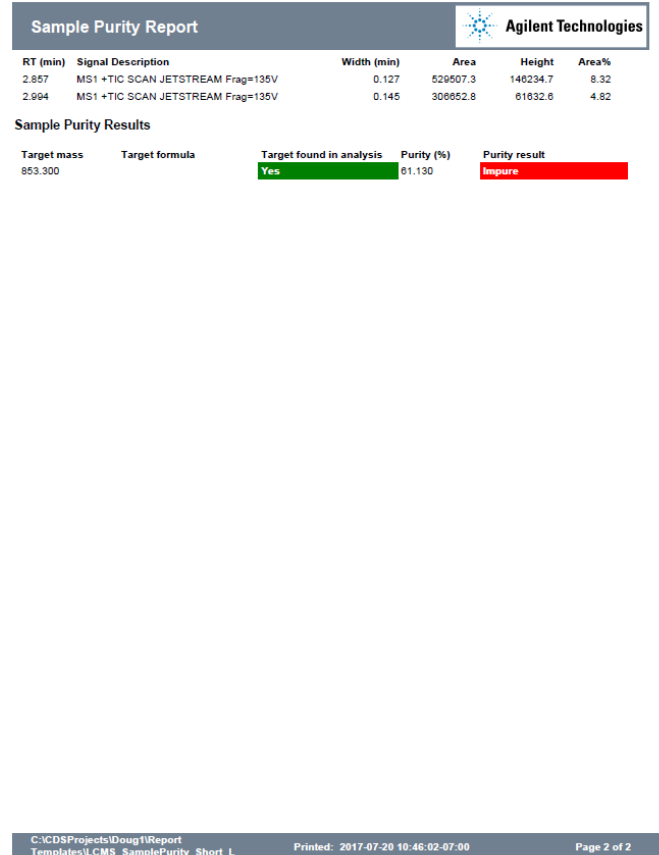 Sample Purity Report
Agilent Technologies
RT (min) Signal Description Width (min) Area Height Area%
2.857 MS1 +TIC SCAN JETSTREAM Frag=135V 0.127 529507.3 146234.7 8.32
2.994 MS1 +TIC SCAN JETSTREAM Frag=135V 0.145 306652.8 61632.6 4.82
Sample Purity Results
Target mass Target formula Target found in analysis Purity (%) Purity result
853.300 Yes 61.130 Impure
C:\CDSProjects\Doug1\Report
Templates\LCMS_SamplePurity_Short_L Printed: 2017-07-20 10:46:02-07:00 Page 2 of 2